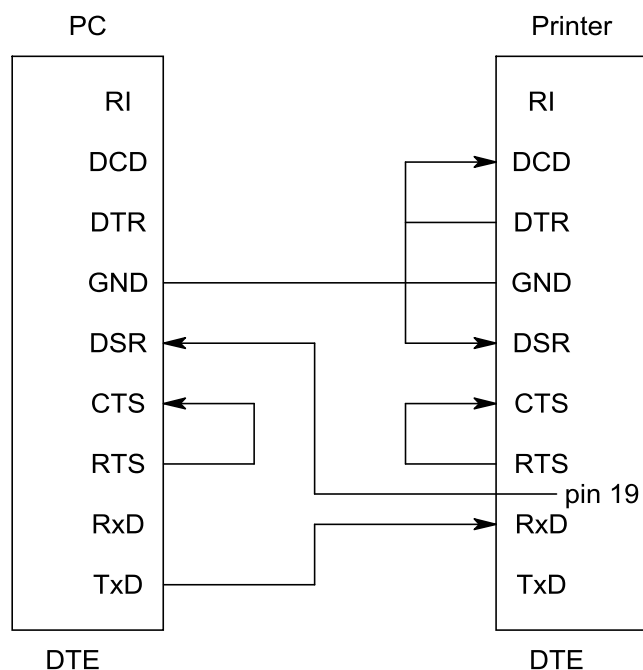 PC
Printer
RI
RI
DCD
DCD
DTR
DTR
GND
GND
DSR
DSR
CTS
CTS
RTS
RTS
pin 19
RxD
RxD
TxD
TxD
DTE
DTE